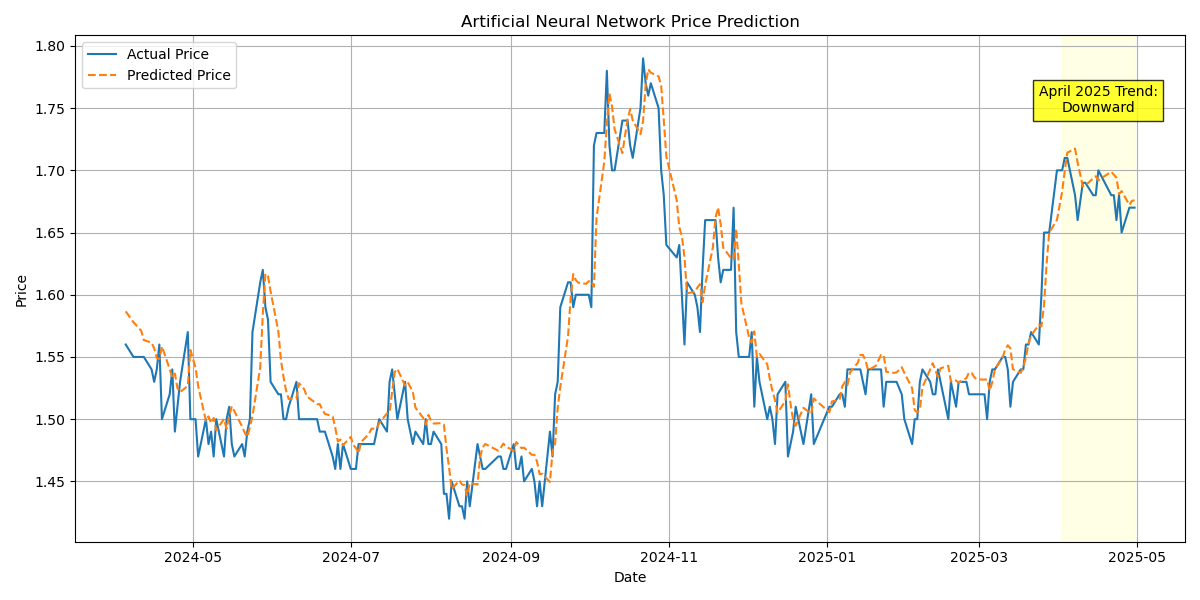 Artificial Neural Network Price Prediction
Actual Price
Predicted Price
April 2025 Trend:
Downward
Price
1.80
1.75
1.70
1.65
1.60
1.55
1.50
1.45
2024-05
2024-07
2024-09
2024-11
2025-01
2025-03
2025-05
Date